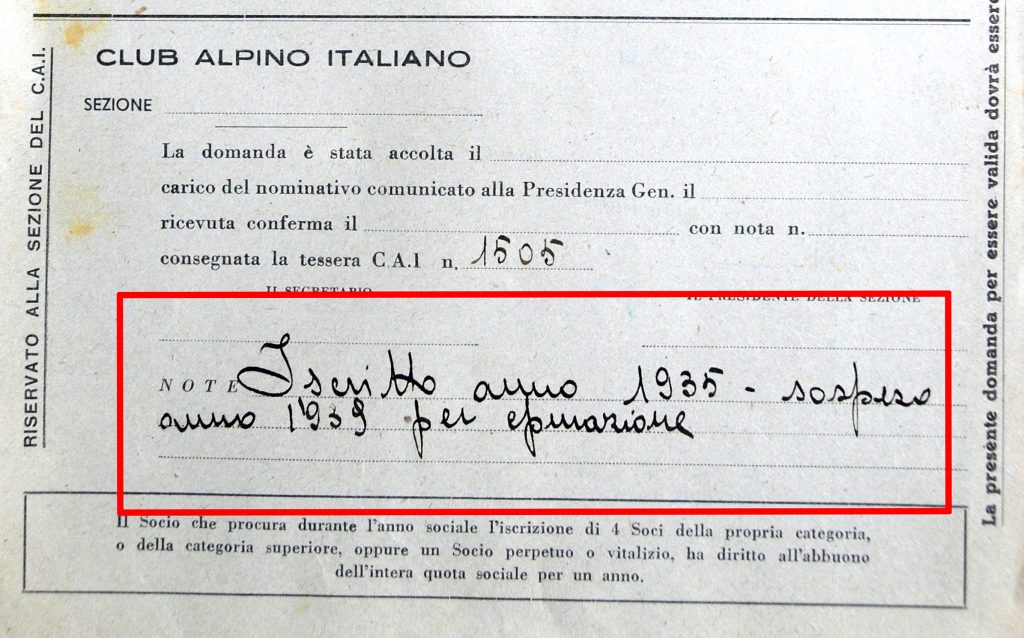 CLUB ALPINO ITALIANO
SEZIONE
La domanda è stata accolta il
carico del nominativo comunicato alla Presidenza Gen. il
ricevuta conferma il con nota n.
consegnata la tessera C.A.I n. 1505
IL SEGRETARIO IL PRESIDENTE DELLA SEZIONE
NOTE Iscritto anno 1935 - sospeso
anno 1939 per epurazione
Il Socio che procura durante l'anno sociale l'iscrizione di 4 Soci della propria categoria,
o della categoria superiore, oppure un Socio perpetuo o vitalizio, ha diritto all'abbuono
dell'intera quota sociale per un anno.
RISERVATO ALLA SEZIONE DEL C.A.I.
La presente domanda per essere valida dovrà essere